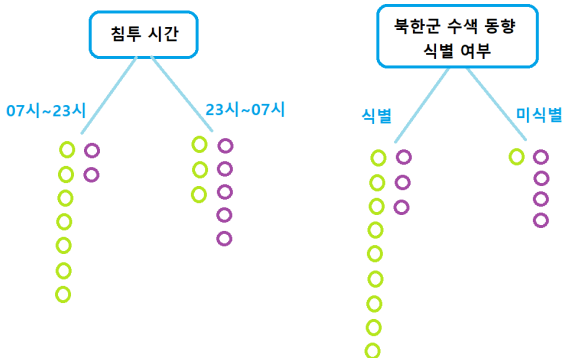 침투 시간
07시~23시
23시~07시
북한군 수색 동향
식별 여부
식별
미식별